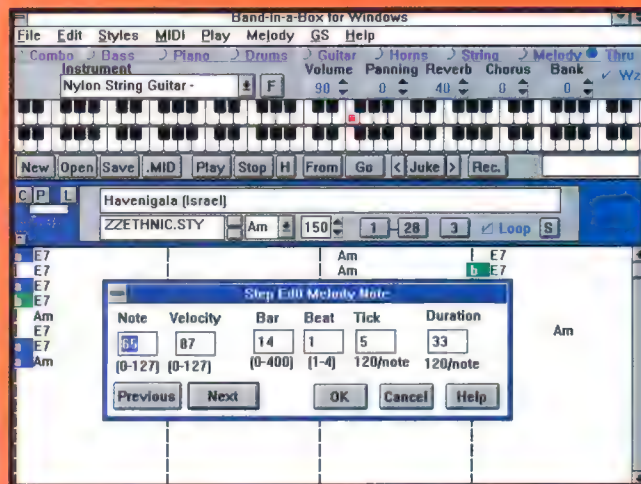 Band-in-a-Box for Windows
File Edit Styles MIDI Play Melody GS Help
Combo Bass Piano Drums Guitar Horns String Melody Thru
Instrument Volume Panning Reverb Chorus Bank
Nylon String Guitar - F 90 0 40 0 0 ✓ Wz
New Open Save .MID Play Stop H From Go < Juke > Rec.
C P L Havenigala (Israel)
ZZETHNIC.STY Am 150 1 - 28 3 Loop S
a E7 Am E7
E7 Am b E7
a E7
b E7
Step Edit Melody Note
Am
E7 Am
a E7
a Am
Note Velocity Bar Beat Tick Duration
65 87 14 1 5 33
(0-127) (0-127) (0-400) (1-4) 120/note 120/note
Previous Next OK Cancel Help